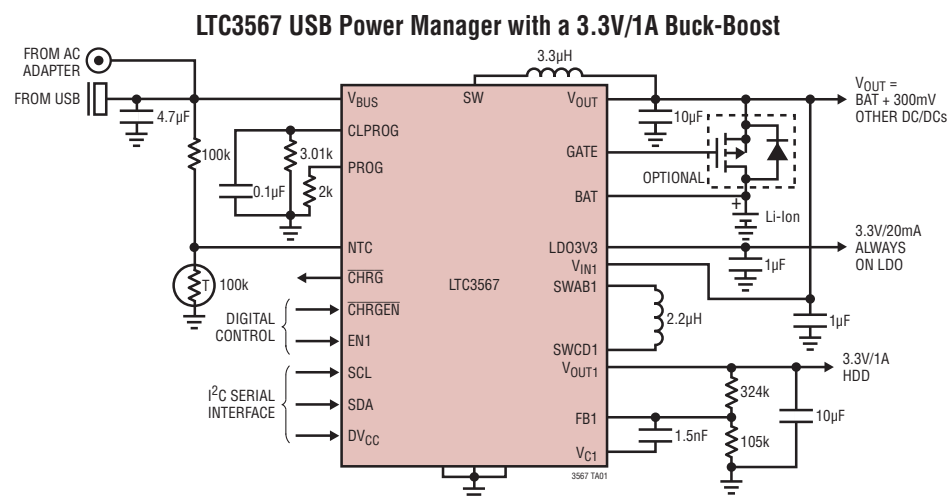 LTC3567 USB Power Manager with a 3.3V/1A Buck-Boost
FROM AC
ADAPTER
FROM USB
4.7µF
100k
3.3µH
VBUS
SW
VOUT
CLPROG
3.01k
PROG
0.1µF
2k
NTC
T
100k
CHRG
DIGITAL
CONTROL
CHRGEN
EN1
I2C SERIAL
INTERFACE
SCL
SDA
DVCC
LTC3567
10µF
VOUT =
BAT + 300mV
OTHER DC/DCs
GATE
OPTIONAL
BAT
+
Li-Ion
LDO3V3
3.3V/20mA
ALWAYS
ON LDO
1µF
VIN1
SWAB1
2.2µH
1µF
SWCD1
VOUT1
3.3V/1A
HDD
324k
10µF
FB1
1.5nF
105k
VC1
3567 TA01